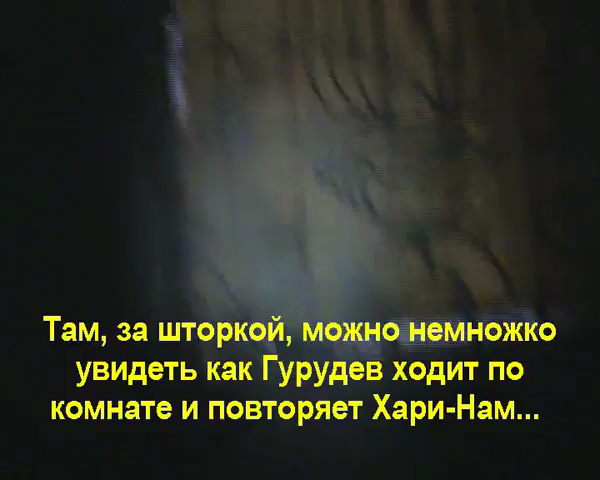 Там, за шторкой, можно немножко
увидеть как Гурудев ходит по
комнате и повторяет Хари-Нам...